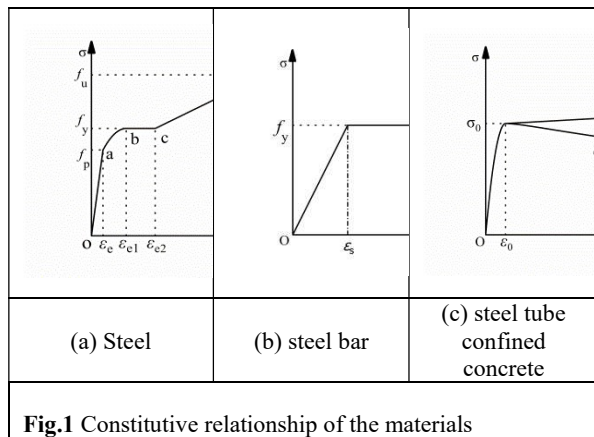 σ
f_u
f_y
f_p
a
b
c
o
ε_e
ε_e1
ε_e2
σ
f_y
O
ε_s
σ
σ_0
O
ε_0
(a) Steel
(b) steel bar
(c) steel tube
confined
concrete
Fig.1 Constitutive relationship of the materials